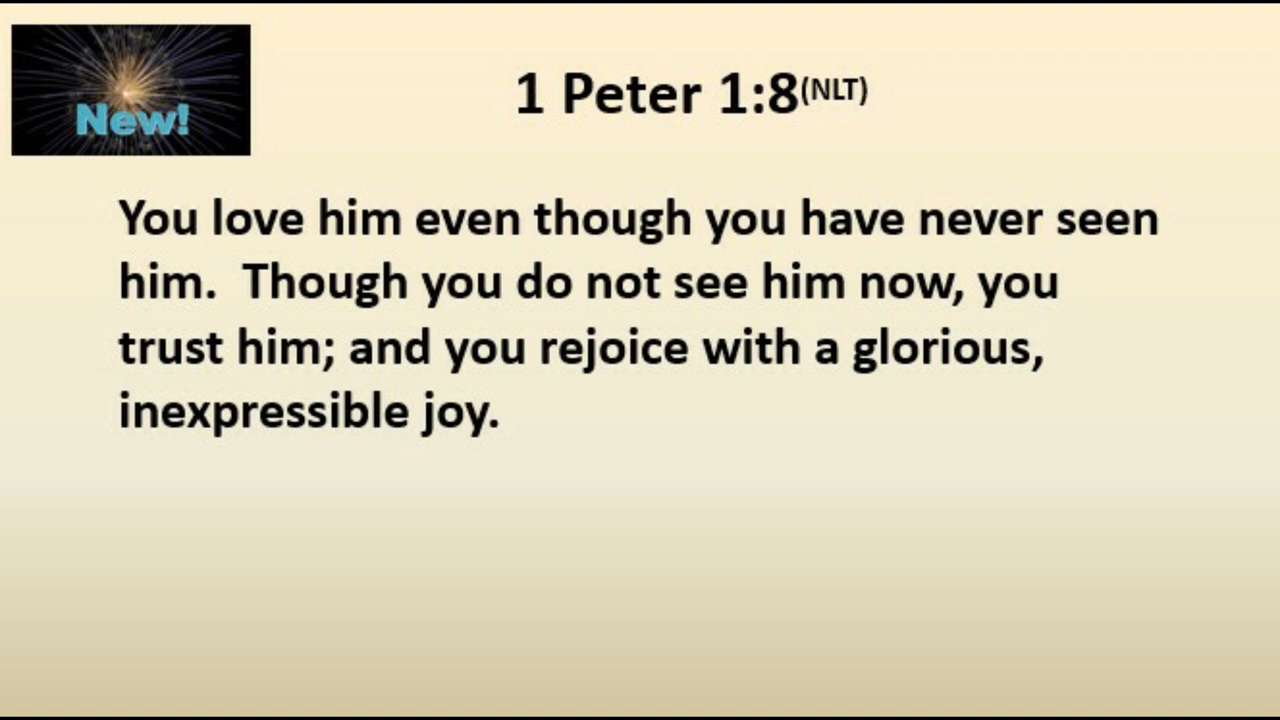 New!
1 Peter 1:8(NLT)
You love him even though you have never seen
him.  Though you do not see him now, you
trust him; and you rejoice with a glorious,
inexpressible joy.